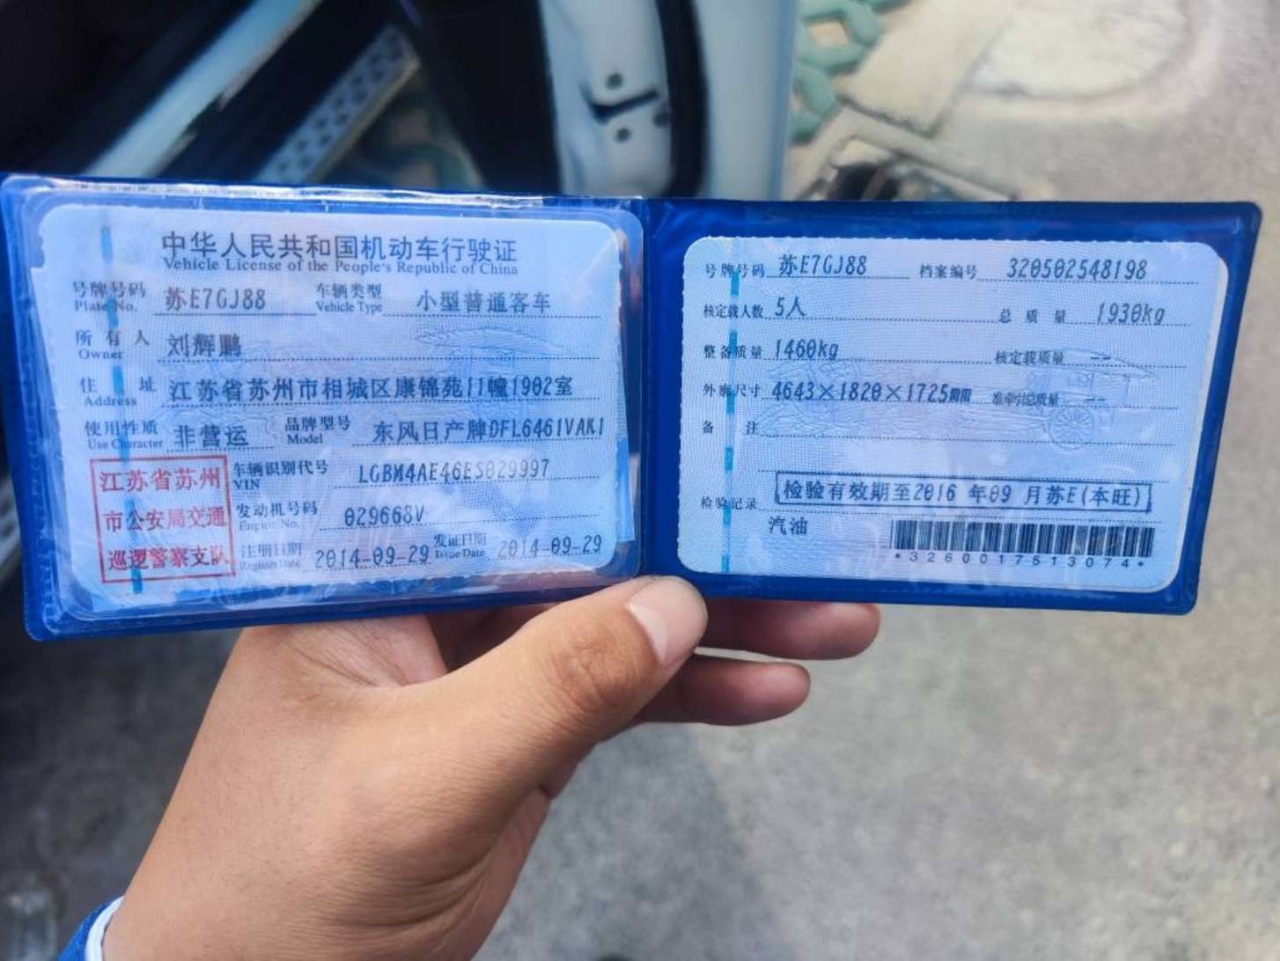 中华人民共和国机动车行驶证
Vehicle License of the People's Republic of China
号牌号码 苏E7GJ88 车辆类型 小型普通客车
Plate No. Vehicle Type
所有人 刘辉鹏
Owner
住址 江苏省苏州市相城区康锦苑11幢1902室
Address
使用性质 非营运 品牌型号 东风日产牌DFL6461VAK1
Use Character Model
江苏省苏州
市公安局交通
巡逻警察支队
车辆识别代号 LGBM4AE46ES029997
VIN
发动机号码 029668V
Engine No.
注册日期 2014-09-29 发证日期 2014-09-29
Register Date Issue Date
号牌号码 苏E7GJ88 档案编号 320502548198
核定载人数 5人 总质量 1930kg
整备质量 1460kg 核定载质量 --
外廓尺寸 4643×1820×1725mm 准牵引总质量 --
备注
检验记录 检验有效期至2016年09月苏E(本旺)
汽油
*3260017513074*